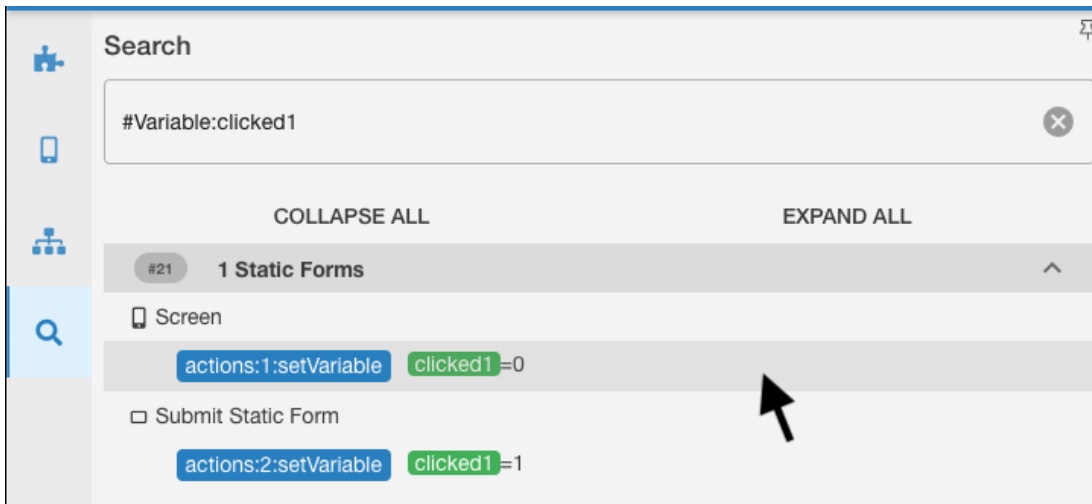 Search
#Variable:clicked1
COLLAPSE ALL EXPAND ALL
#21 1 Static Forms
Screen
actions:1:setVariable clicked1=0
Submit Static Form
actions:2:setVariable clicked1=1